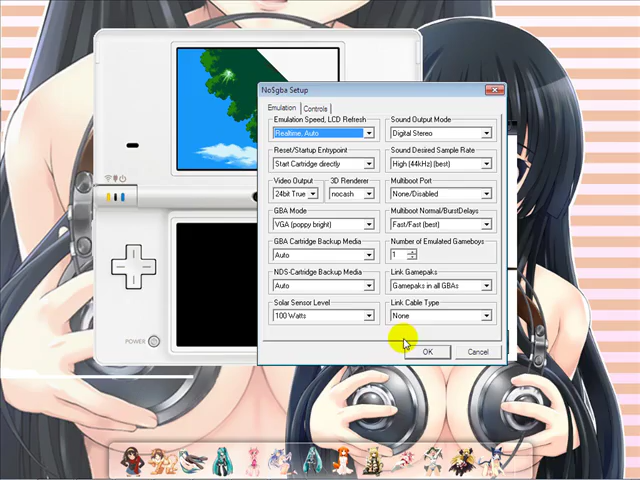 No$gba Setup
Emulation
Controls
Emulation Speed, LCD Refresh
Realtime, Auto
Reset/Startup Entrypoint
Start Cartridge directly
Video Output
24bit True
3D Renderer
nocash
GBA Mode
VGA (poppy bright)
GBA Cartridge Backup Media
Auto
NDS-Cartridge Backup Media
Auto
Solar Sensor Level
100 Watts
Sound Output Mode
Digital Stereo
Sound Desired Sample Rate
High (44kHz) (best)
Multiboot Port
None/Disabled
Multiboot Normal/BurstDelays
Fast/Fast (best)
Number of Emulated Gameboys
1
Link Gamepaks
Gamepaks in all GBAs
Link Cable Type
None
OK
Cancel
POWER